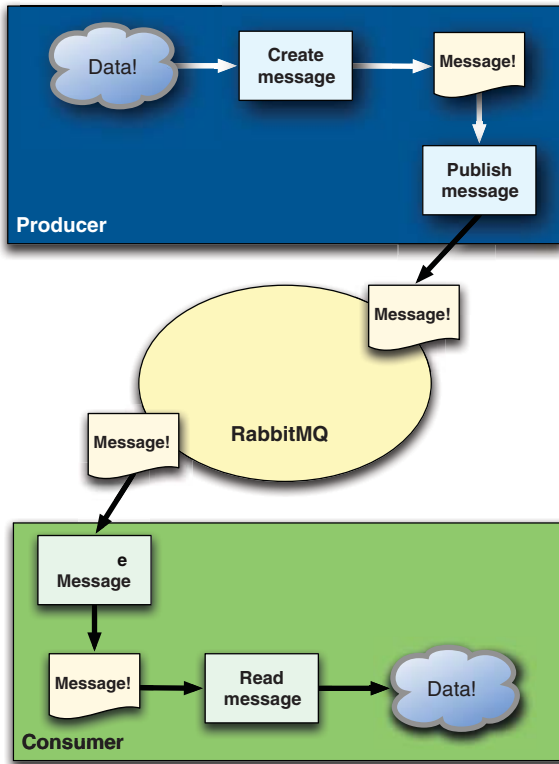 Data!
Create
message
Message!
Publish
message
Producer
Message!
RabbitMQ
Message!
e
Message
Message!
Read
message
Data!
Consumer